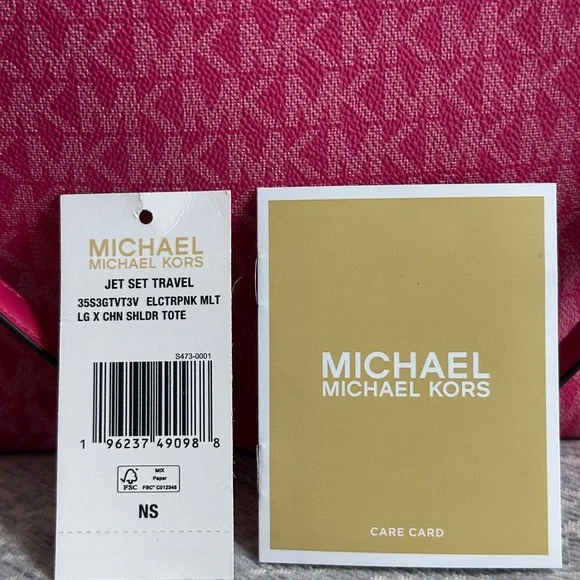 MICHAEL
MICHAEL KORS
JET SET TRAVEL
35S3GTVT3V ELCTRPNK MLT
LG X CHN SHLDR TOTE
S473-0001
1 96237 49098 8
FSC
MIX
Paper
FSC® C012345
NS
MICHAEL
MICHAEL KORS
CARE CARD